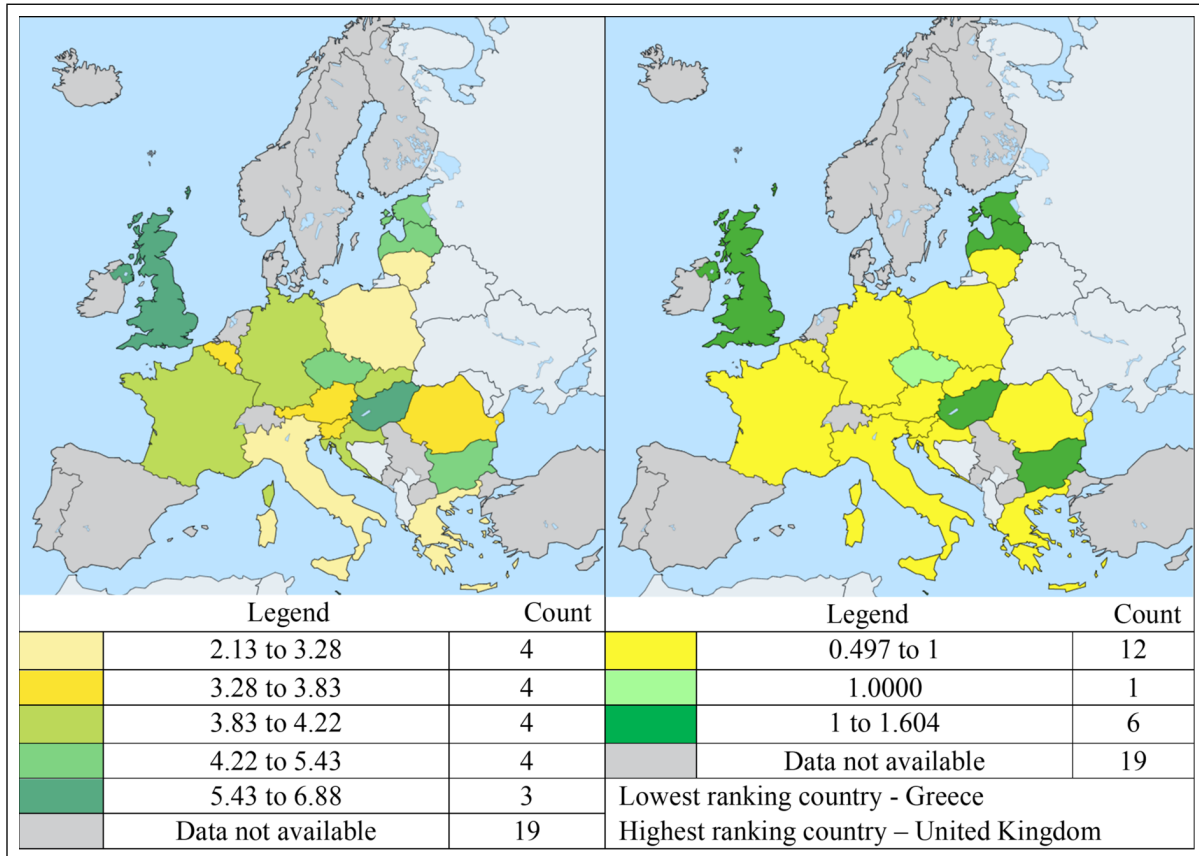 Legend Count
2.13 to 3.28 4
3.28 to 3.83 4
3.83 to 4.22 4
4.22 to 5.43 4
5.43 to 6.88 3
Data not available 19
Legend Count
0.497 to 1 12
1.0000 1
1 to 1.604 6
Data not available 19
Lowest ranking country - Greece
Highest ranking country – United Kingdom